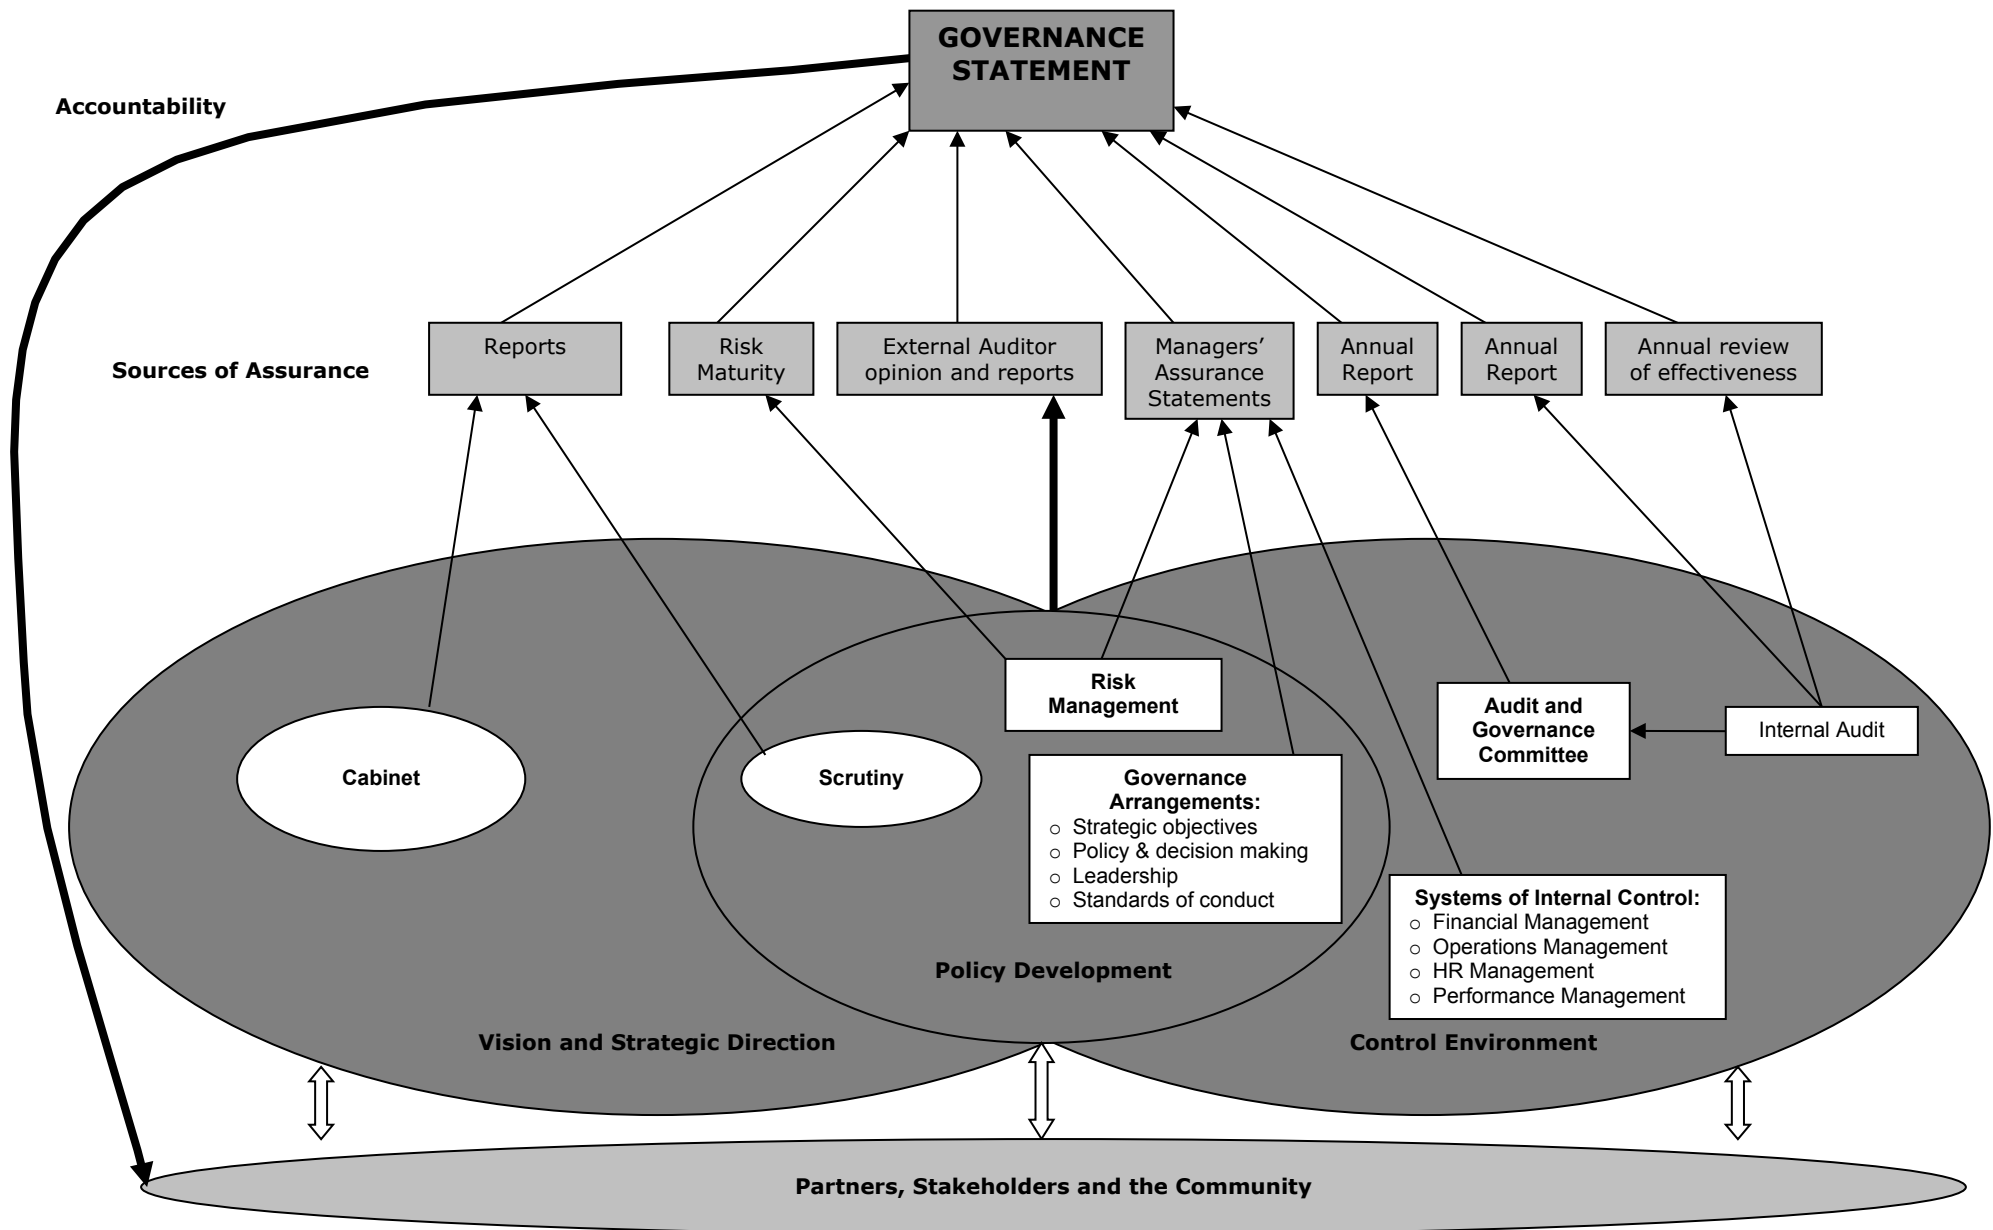 GOVERNANCE
STATEMENT
Accountability
Sources of Assurance
Reports
Risk
Maturity
External Auditor
opinion and reports
Managers’
Assurance
Statements
Annual
Report
Annual
Report
Annual review
of effectiveness
Cabinet
Scrutiny
Risk
Management
Governance
Arrangements:
○ Strategic objectives
○ Policy & decision making
○ Leadership
○ Standards of conduct
Audit and
Governance
Committee
Internal Audit
Systems of Internal Control:
○ Financial Management
○ Operations Management
○ HR Management
○ Performance Management
Policy Development
Vision and Strategic Direction
Control Environment
Partners, Stakeholders and the Community